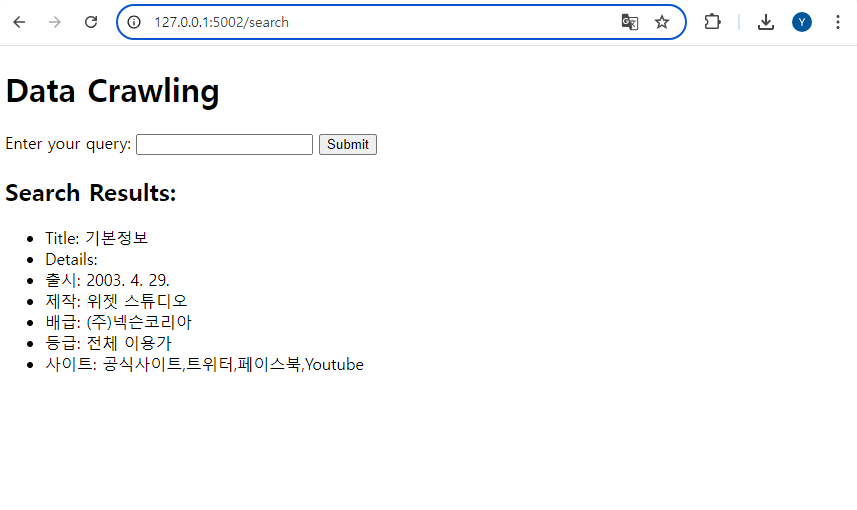 127.0.0.1:5002/search
Y
Data Crawling
Enter your query: Submit
Search Results:
Title: 기본정보
Details:
출시: 2003. 4. 29.
제작: 위젯 스튜디오
배급: (주)넥슨코리아
등급: 전체 이용가
사이트: 공식사이트,트위터,페이스북,Youtube